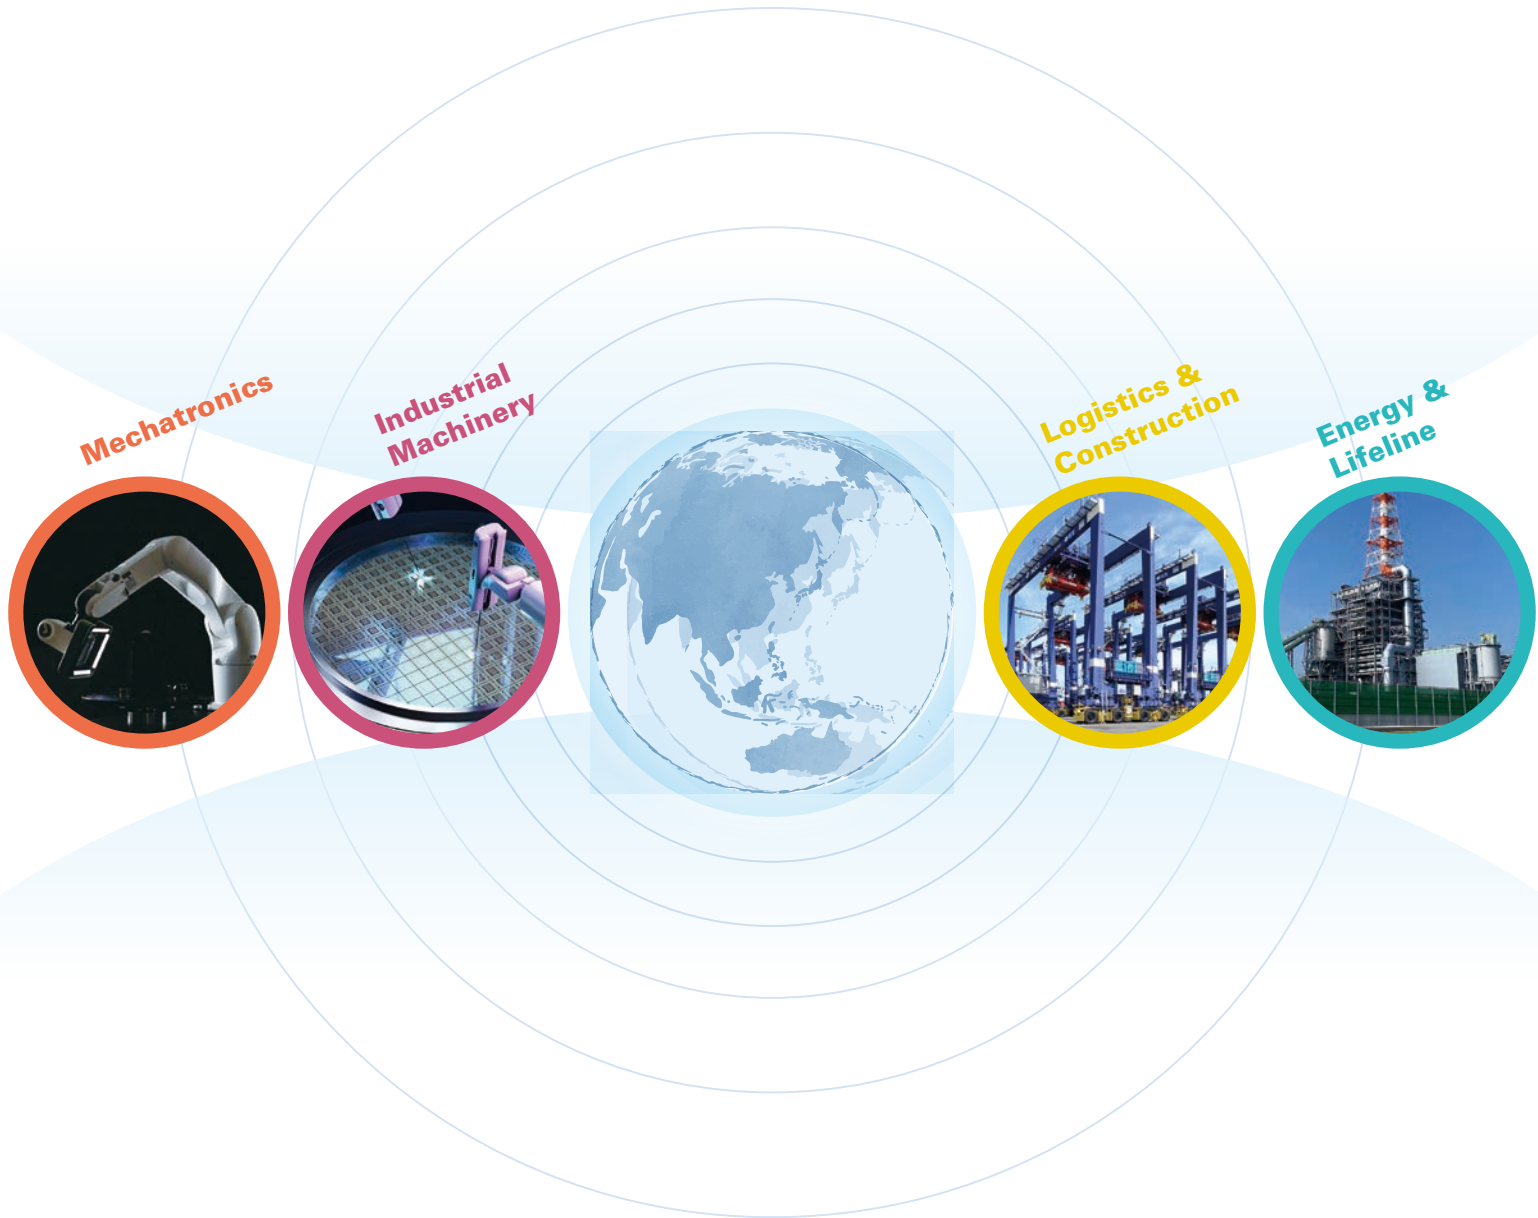 Mechatronics
Industrial
Machinery
Logistics &
Construction
Energy &
Lifeline